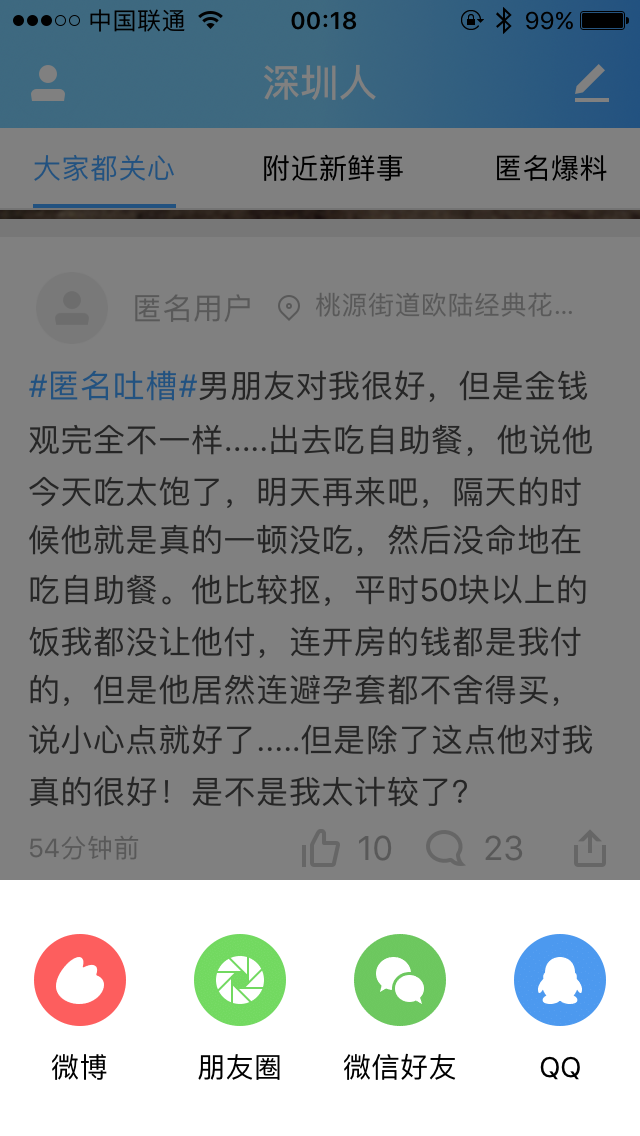 中国联通 00:18 99%
深圳人
大家都关心 附近新鲜事 匿名爆料
匿名用户 桃源街道欧陆经典花...
#匿名吐槽#男朋友对我很好，但是金钱
观完全不一样.....出去吃自助餐，他说他
今天吃太饱了，明天再来吧，隔天的时
候他就是真的一顿没吃，然后没命地在
吃自助餐。他比较抠，平时50块以上的
饭我都没让他付，连开房的钱都是我付
的，但是他居然连避孕套都不舍得买，
说小心点就好了.....但是除了这点他对我
真的很好！是不是我太计较了?
54分钟前 10 23
微博 朋友圈 微信好友 QQ